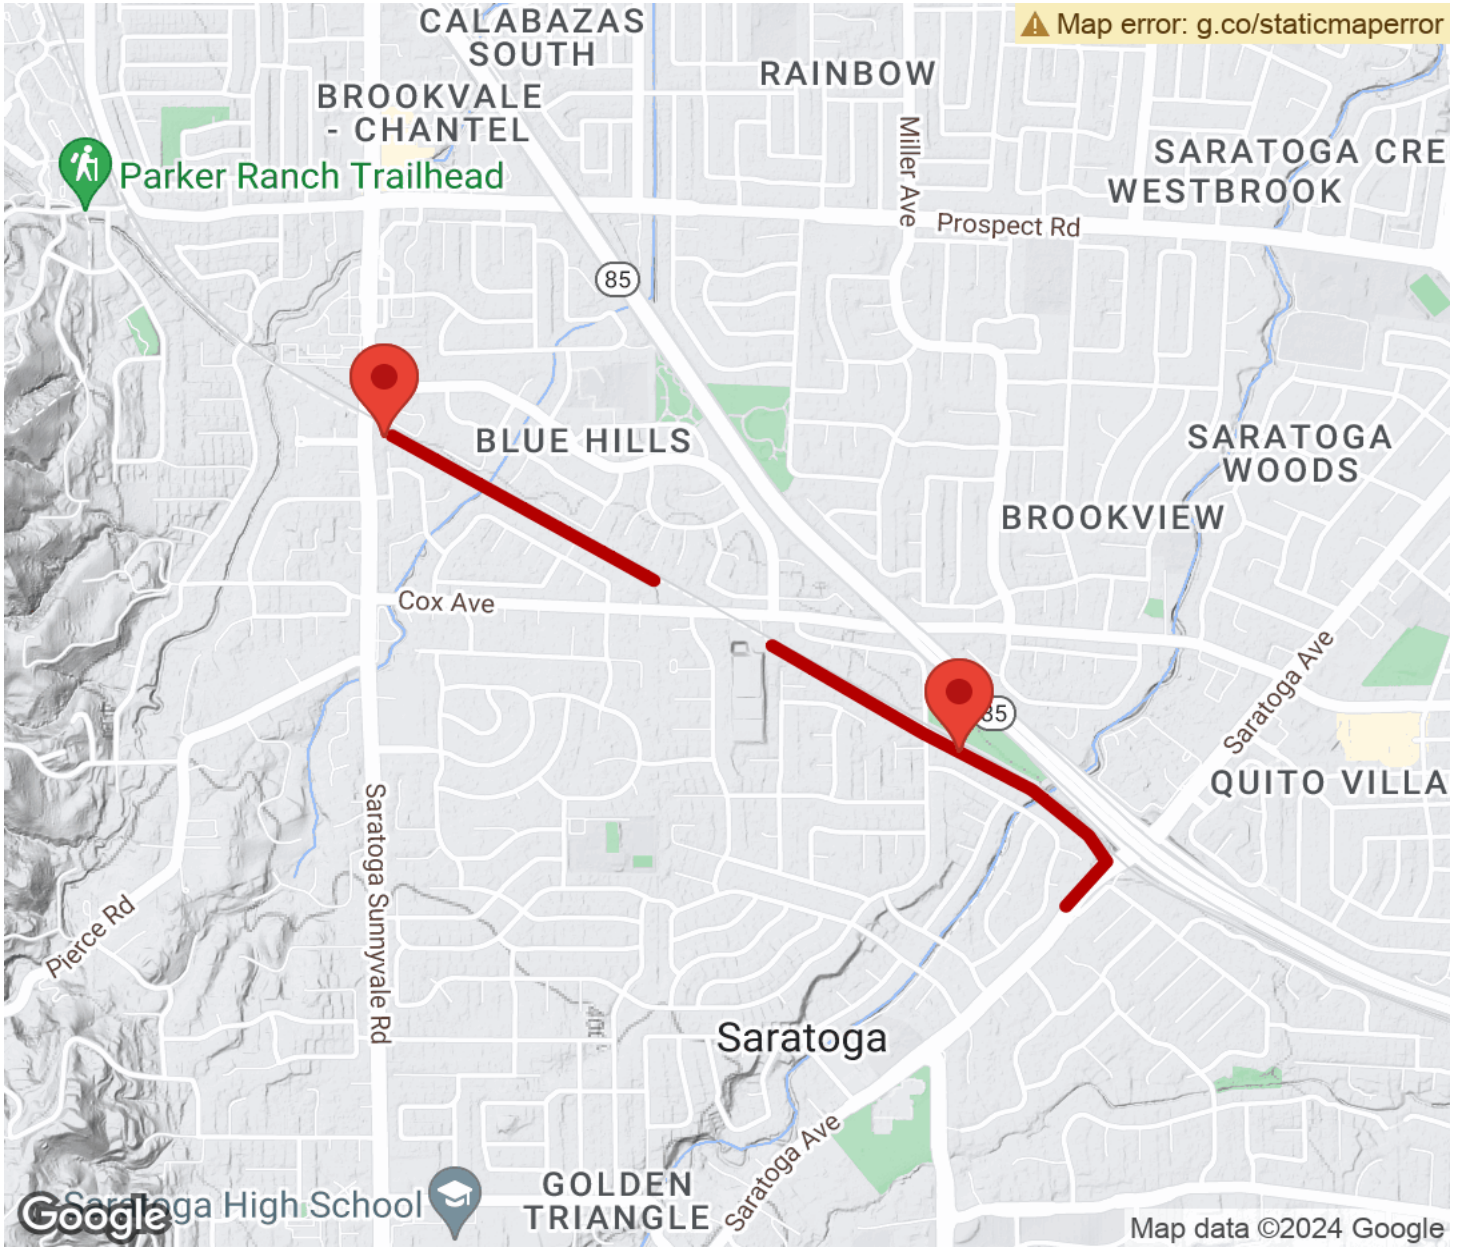 CALABAZAS
SOUTH
Map error: g.co/staticmaperror
RAINBOW
BROOKVALE
- CHANTEL
Miller Ave
SARATOGA CRE
WESTBROOK
Parker Ranch Trailhead
Prospect Rd
85
BLUE HILLS
SARATOGA
WOODS
BROOKVIEW
Cox Ave
Saratoga Ave
85
QUITO VILLA
Saratoga Sunnyvale Rd
Pierce Rd
Saratoga
Saratoga Ave
GOLDEN
TRIANGLE
Saratoga High School
Google
Map data ©2024 Google